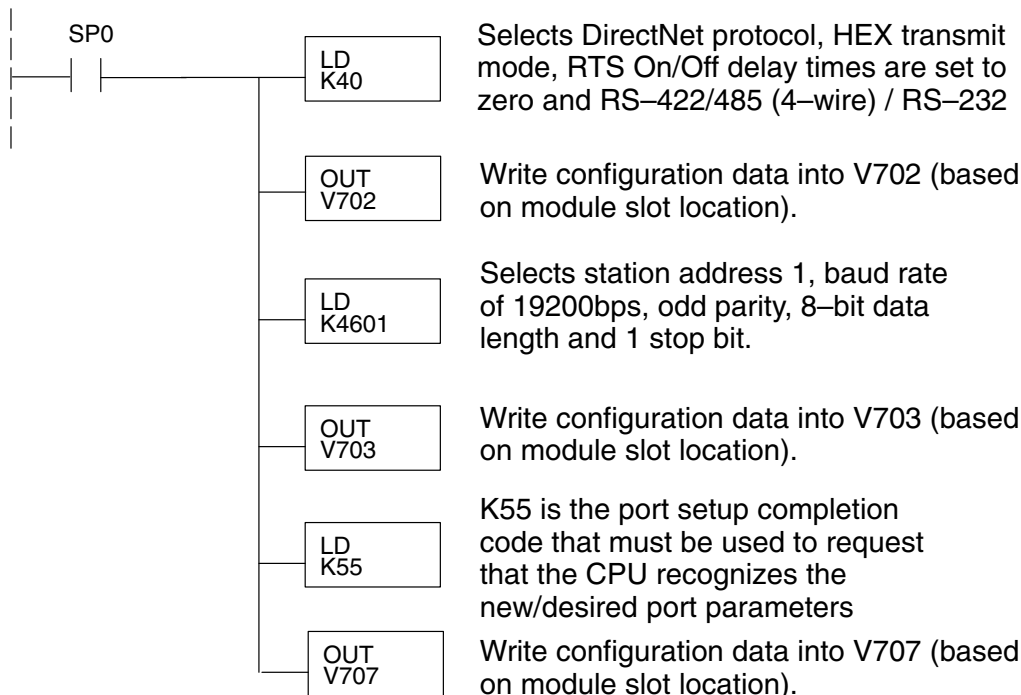 SP0
LD
K40
Selects DirectNet protocol, HEX transmit
mode, RTS On/Off delay times are set to
zero and RS–422/485 (4–wire) / RS–232
OUT
V702
Write configuration data into V702 (based
on module slot location).
LD
K4601
Selects station address 1, baud rate
of 19200bps, odd parity, 8–bit data
length and 1 stop bit.
OUT
V703
Write configuration data into V703 (based
on module slot location).
LD
K55
K55 is the port setup completion
code that must be used to request
that the CPU recognizes the
new/desired port parameters
OUT
V707
Write configuration data into V707 (based
on module slot location).